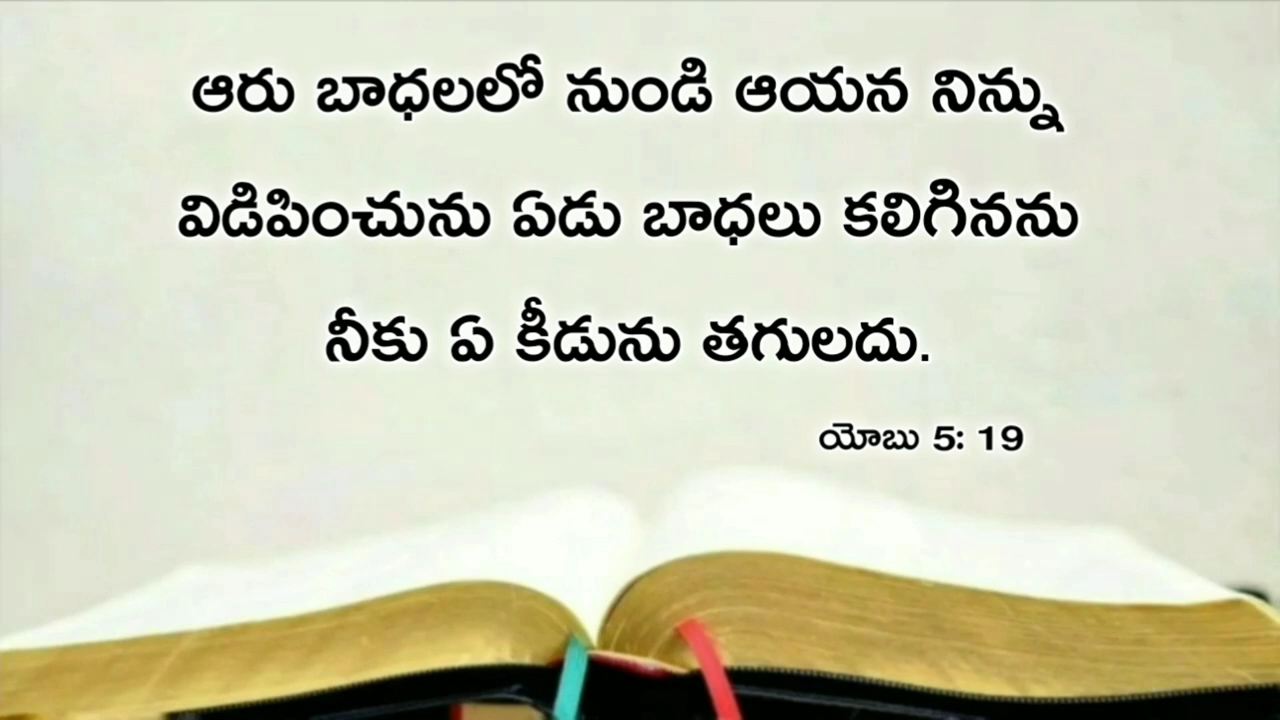 ఆరు బాధలలో నుండి ఆయన నిన్ను
విడిపించును ఏడు బాధలు కలిగినను
నీకు ఏ కీడును తగులదు.
యోబు 5: 19